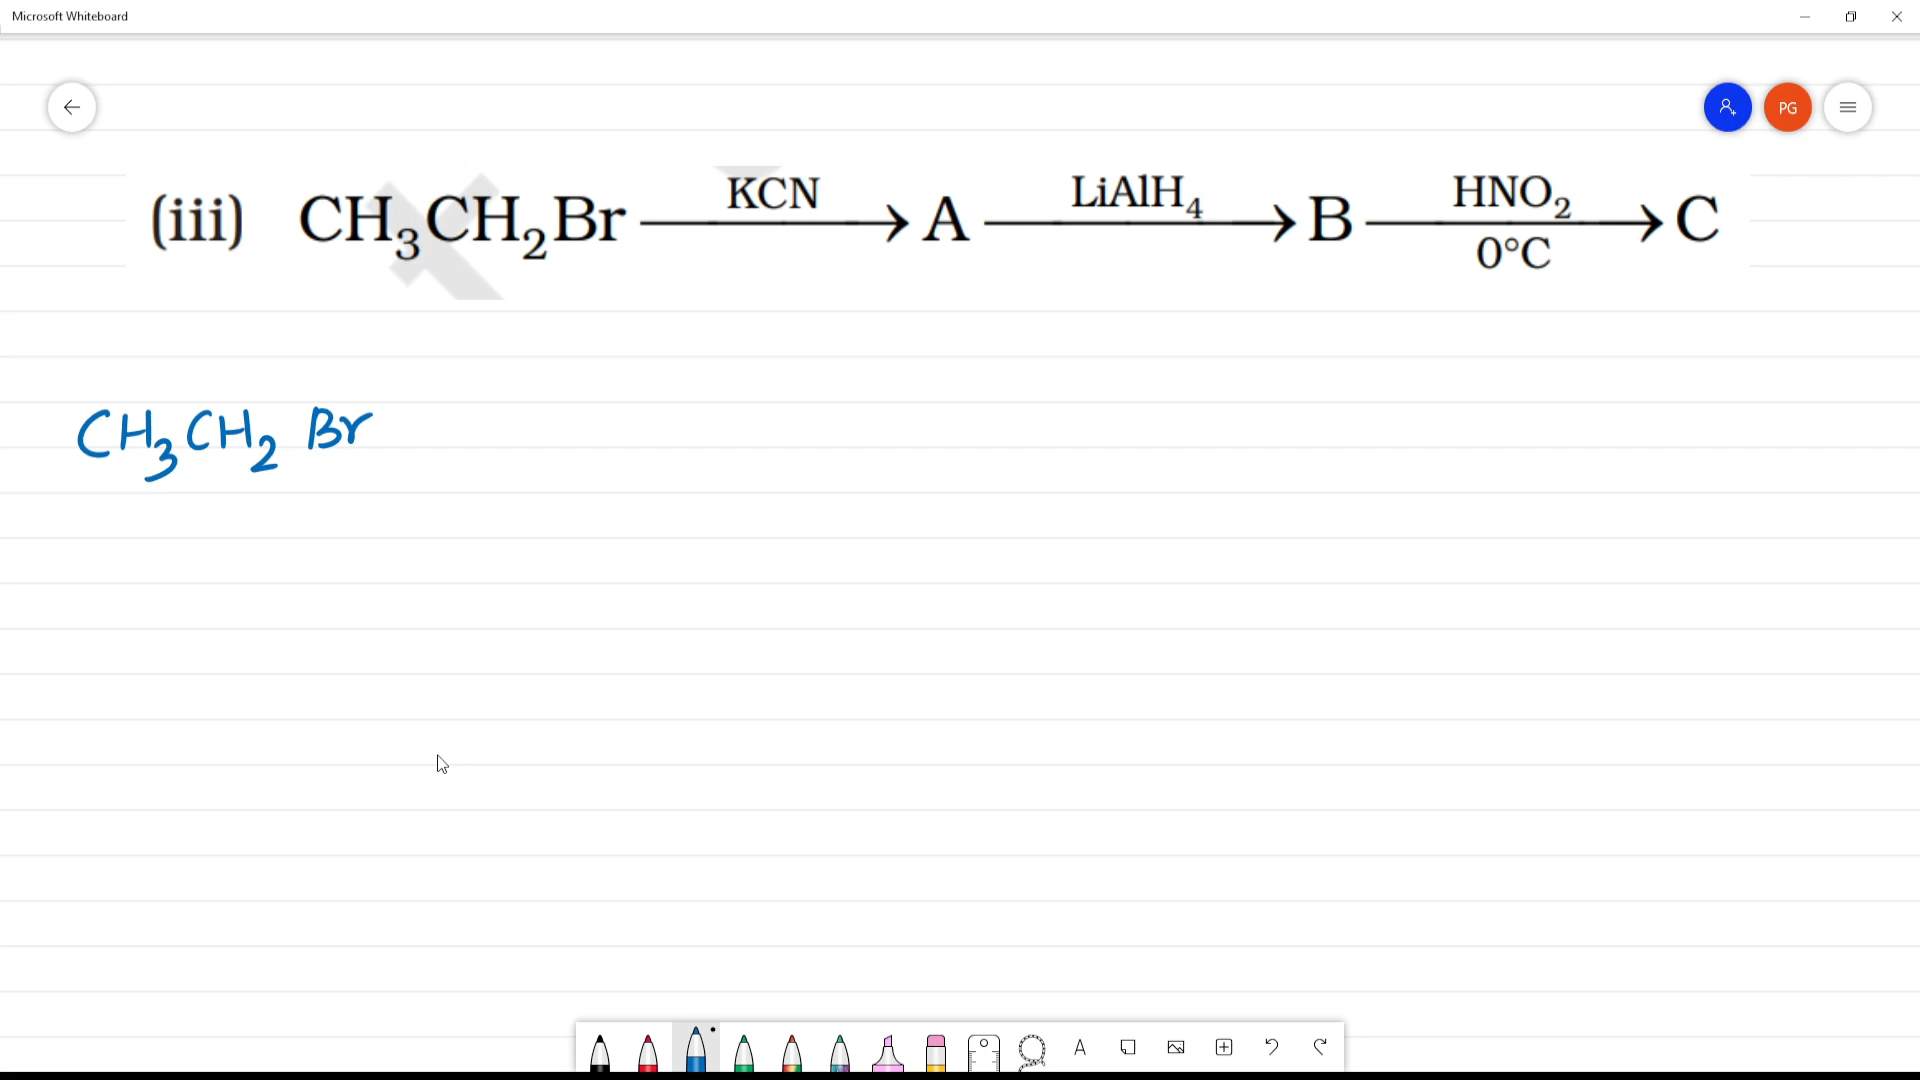 Microsoft Whiteboard
PG
(iii) CH₃CH₂Br —KCN→ A —LiAlH₄→ B —HNO₂ 0°C→ C
CH₃CH₂ Br
A